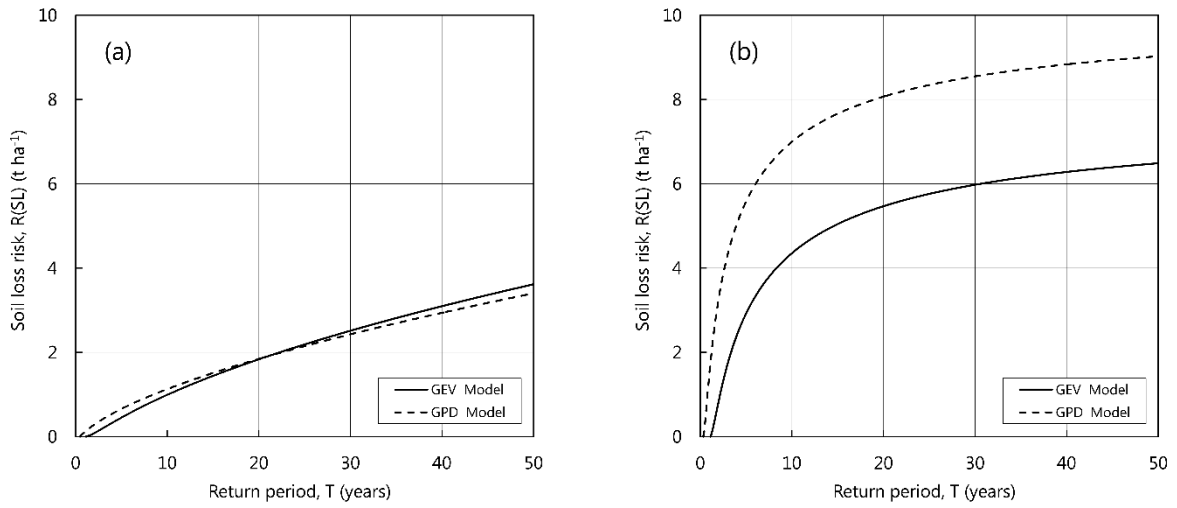 (a)
10
8
6
4
2
0
Soil loss risk, R(SL) (t ha⁻¹)
0 10 20 30 40 50
Return period, T (years)
GEV Model
GPD Model
(b)
10
8
6
4
2
0
Soil loss risk, R(SL) (t ha⁻¹)
0 10 20 30 40 50
Return period, T (years)
GEV Model
GPD Model